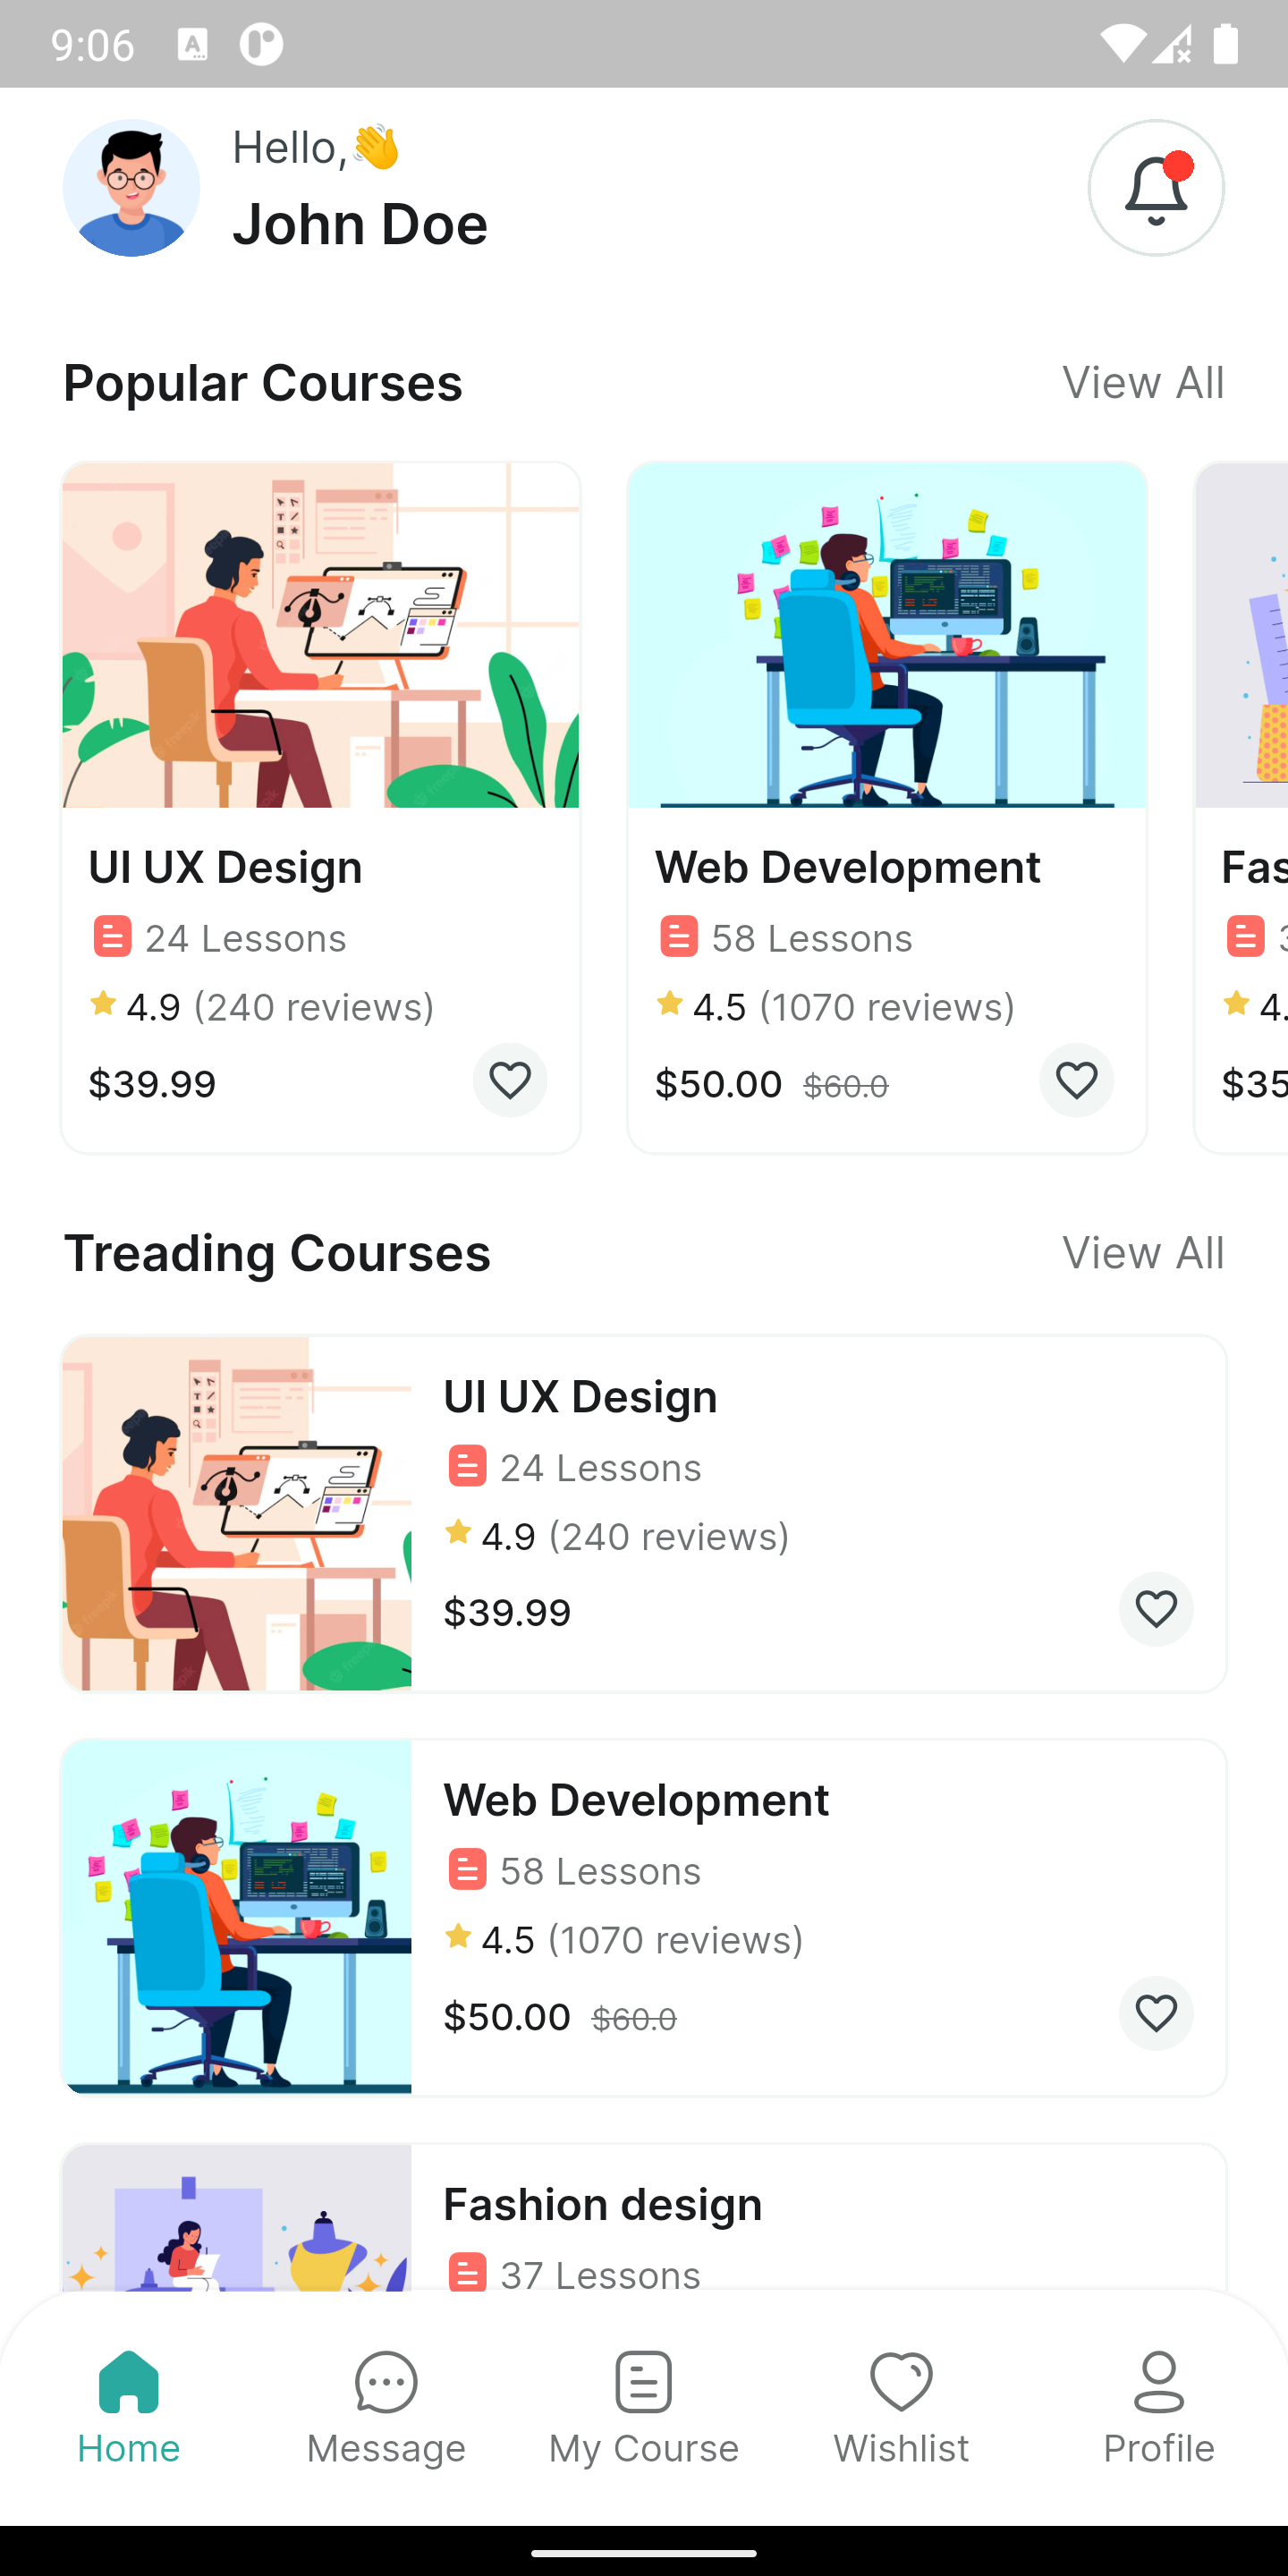 9:06
Hello,👋
John Doe
Popular Courses
View All
UI UX Design
24 Lessons
4.9 (240 reviews)
$39.99
Web Development
58 Lessons
4.5 (1070 reviews)
$50.00 $60.0
Fas
3
4.
$35
Treading Courses
View All
UI UX Design
24 Lessons
4.9 (240 reviews)
$39.99
Web Development
58 Lessons
4.5 (1070 reviews)
$50.00 $60.0
Fashion design
37 Lessons
Home
Message
My Course
Wishlist
Profile